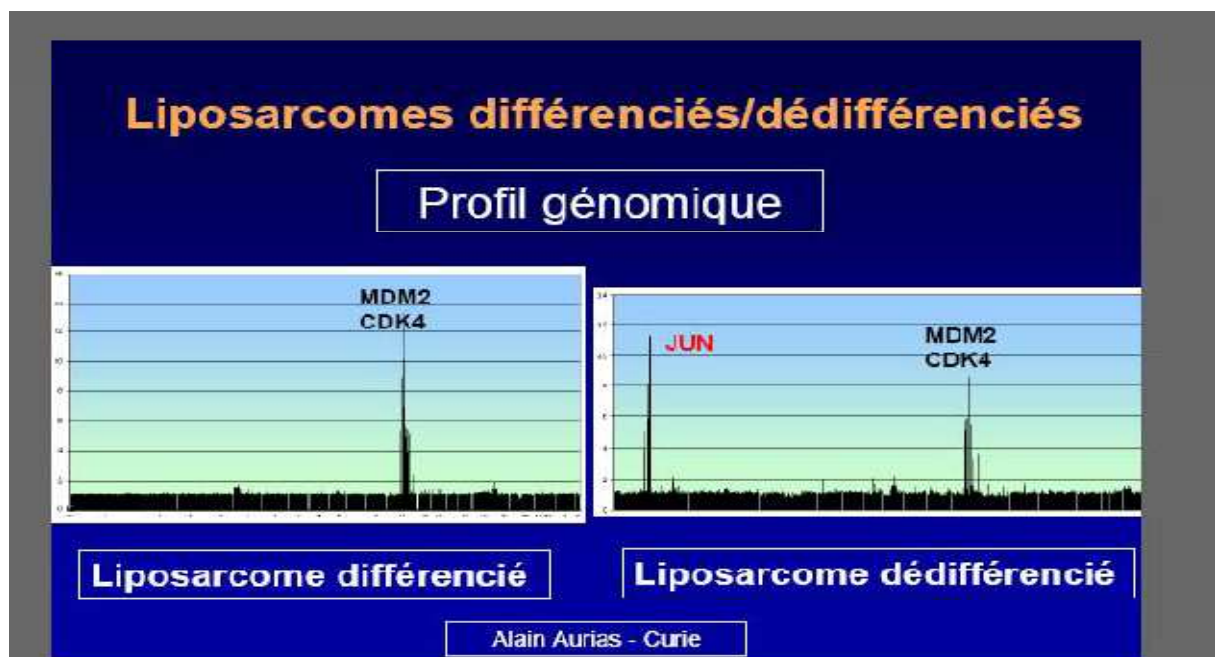 Liposarcomes différenciés/dédifférenciés
Profil génomique
MDM2
CDK4
JUN
MDM2
CDK4
Liposarcome différencié
Liposarcome dédifférencié
Alain Aurias - Curie